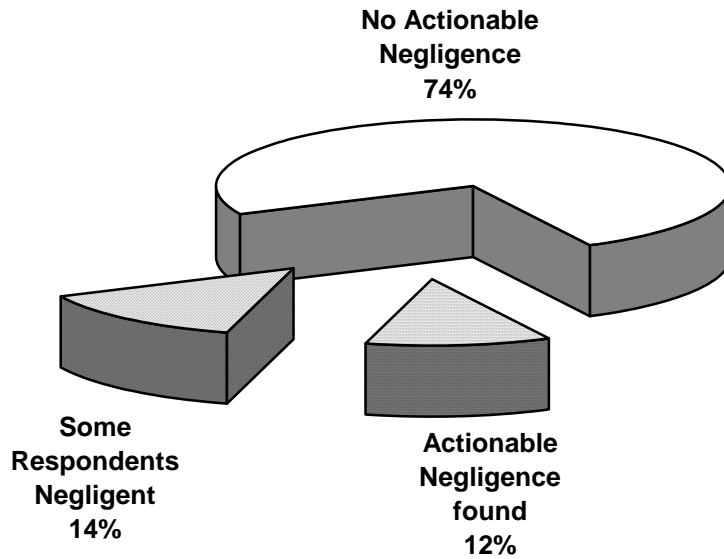 No Actionable
Negligence
74%
Some
Respondents
Negligent
14%
Actionable
Negligence
found
12%